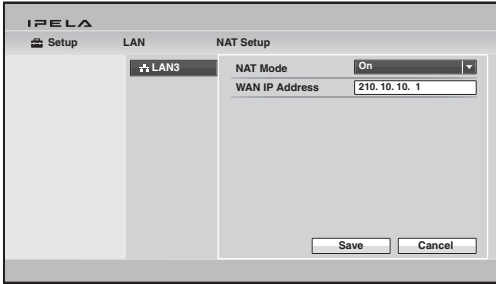 IPELA
Setup LAN NAT Setup
LAN3 NAT Mode On
WAN IP Address 210. 10. 10. 1
Save Cancel